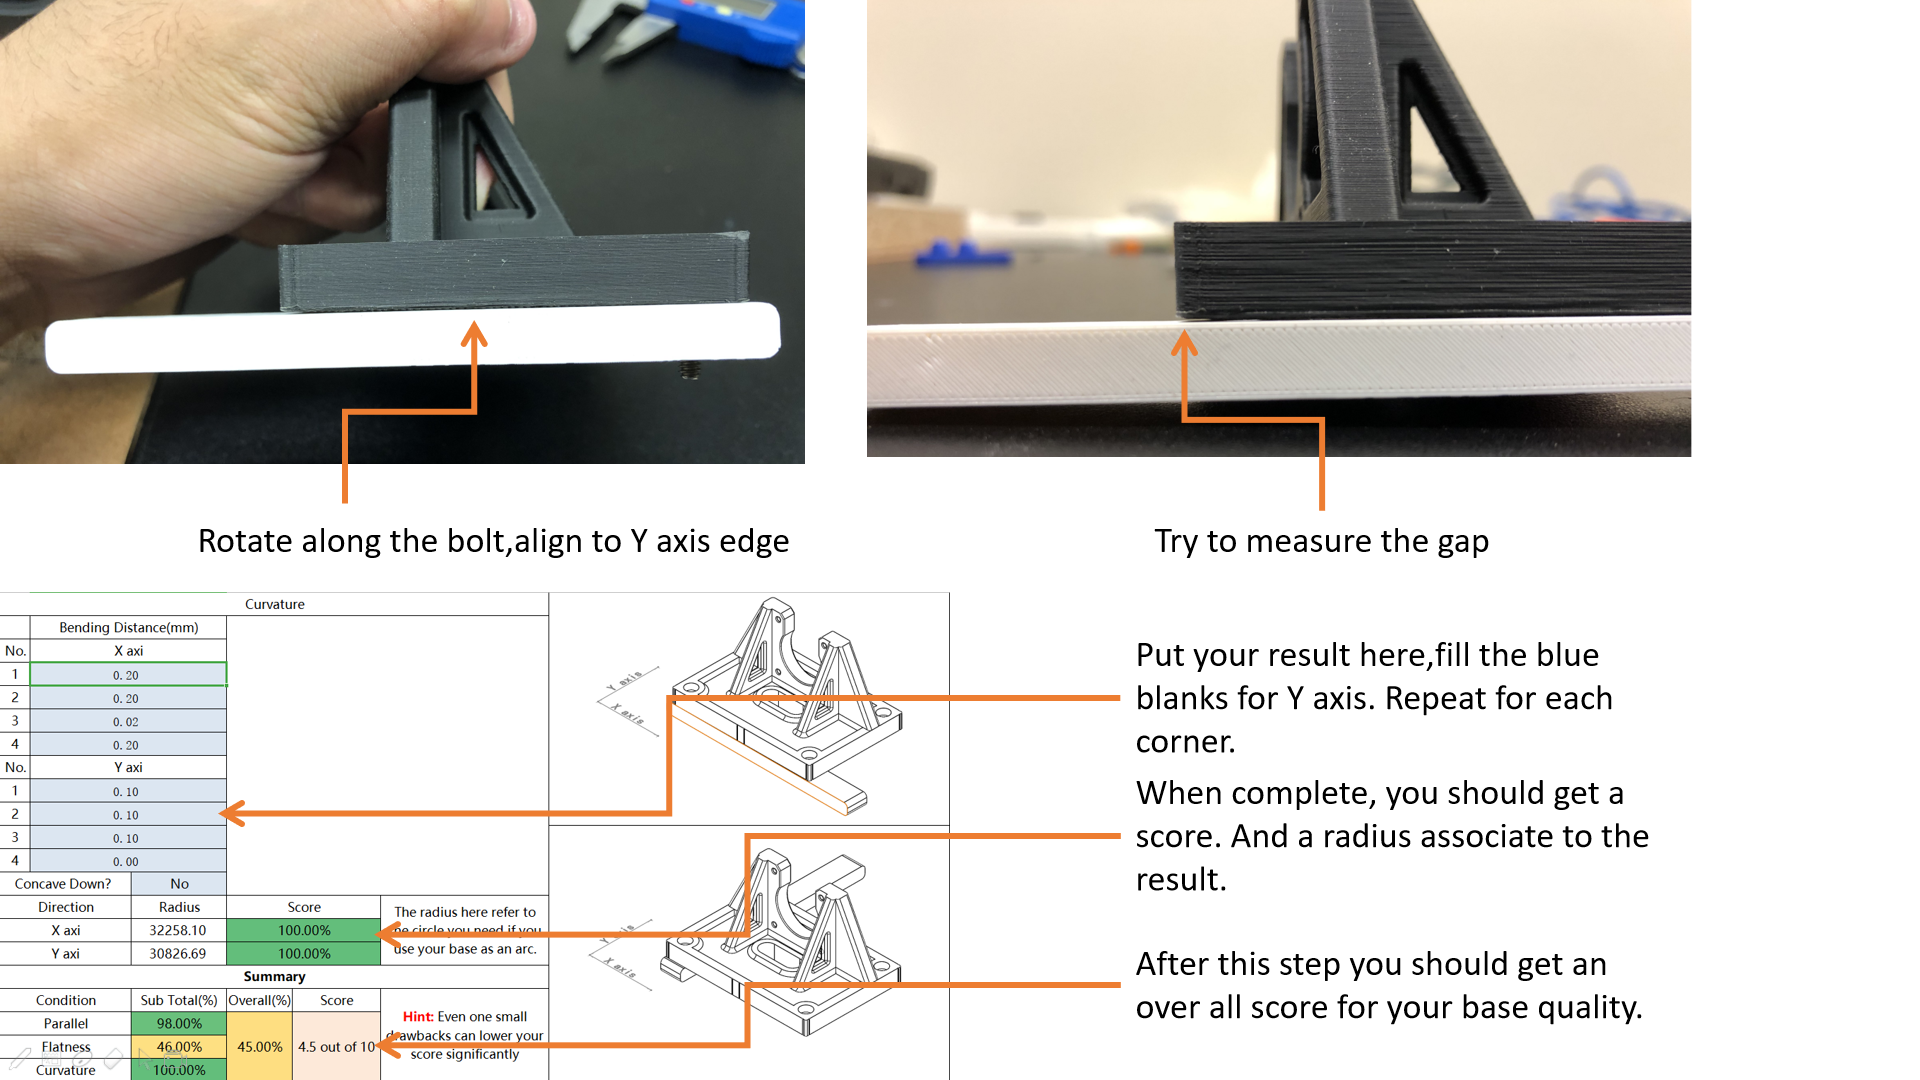 Rotate along the bolt,align to Y axis edge
Try to measure the gap
Curvature
Bending Distance(mm)
No. X axi
1 0.20
2 0.20
3 0.02
4 0.20
No. Y axi
1 0.10
2 0.10
3 0.10
4 0.00
Concave Down? No
Direction Radius Score
X axi 32258.10 100.00%
Y axi 30826.69 100.00%
The radius here refer to
circle you need if you
use your base as an arc.
Summary
Condition Sub Total(%) Overall(%) Score
Parallel 98.00%
Flatness 46.00% 45.00% 4.5 out of 10
Curvature 100.00%
Hint: Even one small
drawbacks can lower your
score significantly
Y axis
X axis
X axis
Put your result here,fill the blue
blanks for Y axis. Repeat for each
corner.
When complete, you should get a
score. And a radius associate to the
result.
After this step you should get an
over all score for your base quality.